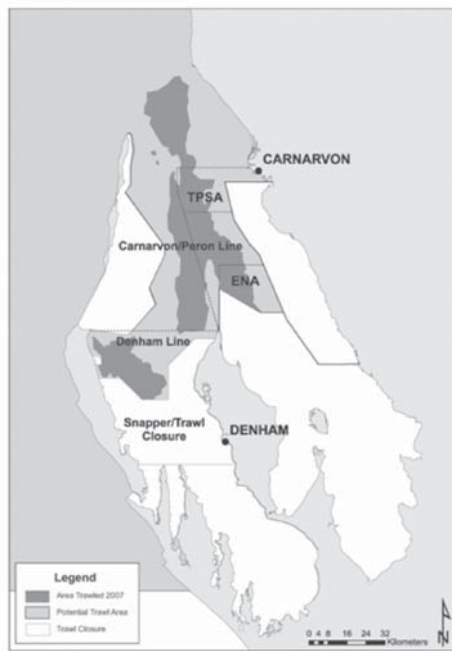 CARNARVON
TPSA
Carnarvon/Peron Line
ENA
Denham Line
Snapper/Trawl
Closure
DENHAM
Legend
Area Trawled 2007
Potential Trawl Area
Trawl Closure
0 4 8 16 24 32
Kilometers
N